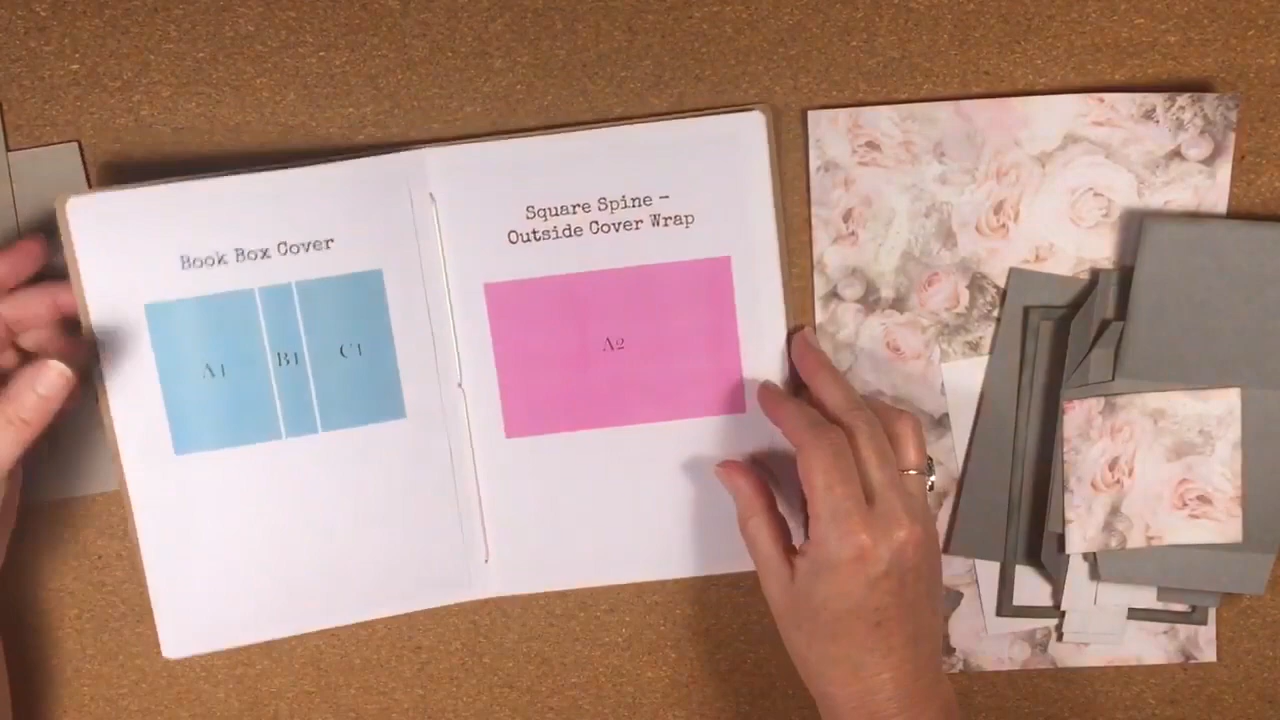 Book Box Cover
A1
B1
C1
Square Spine –
Outside Cover Wrap
A2